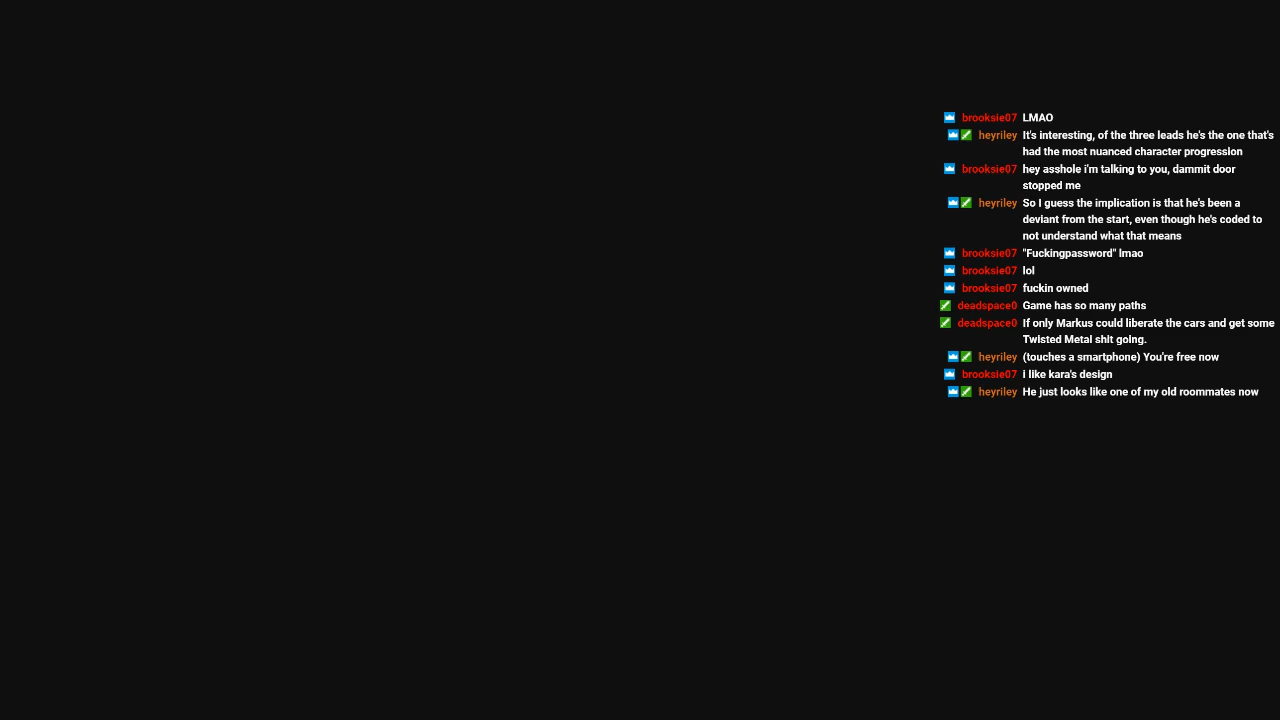 brooksie07 LMAO
heyriley It's interesting, of the three leads he's the one that's
had the most nuanced character progression
brooksie07 hey asshole i'm talking to you, dammit door
stopped me
heyriley So I guess the implication is that he's been a
deviant from the start, even though he's coded to
not understand what that means
brooksie07 "Fuckingpassword" lmao
brooksie07 lol
brooksie07 fuckin owned
deadspace0 Game has so many paths
deadspace0 If only Markus could liberate the cars and get some
Twisted Metal shit going.
heyriley (touches a smartphone) You're free now
brooksie07 i like kara's design
heyriley He just looks like one of my old roommates now